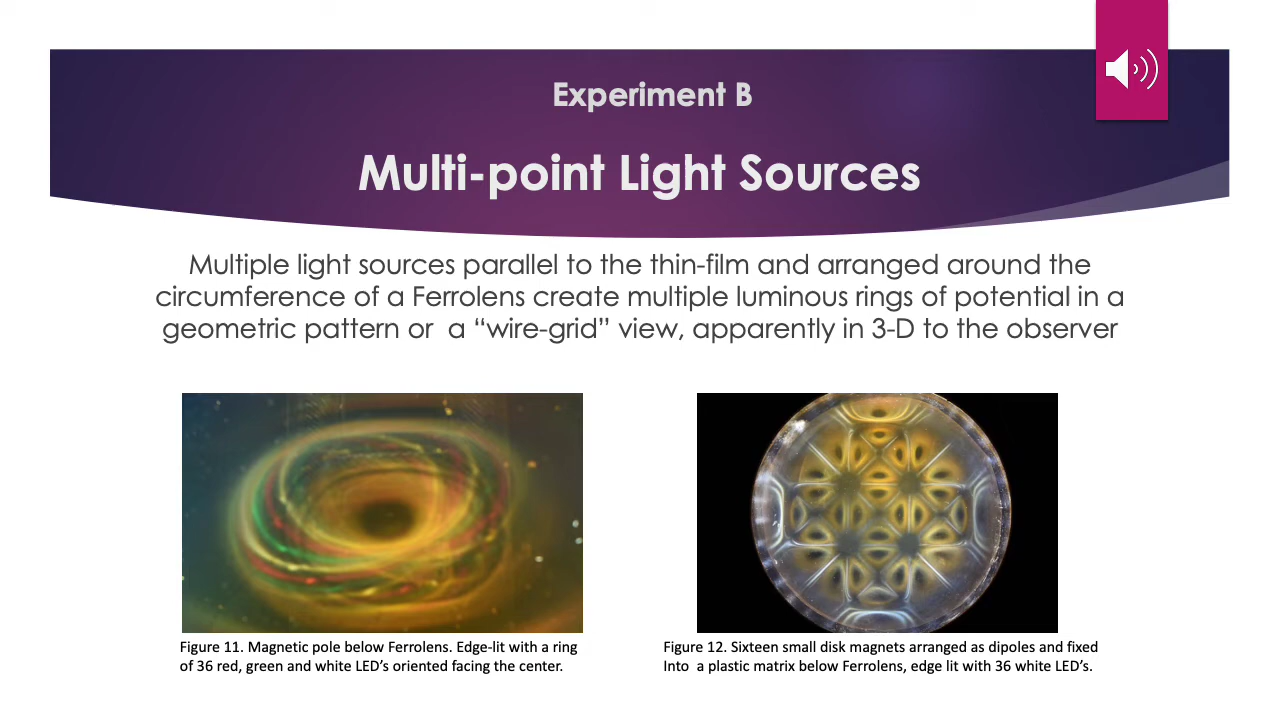 Experiment B
Multi-point Light Sources
Multiple light sources parallel to the thin-film and arranged around the
circumference of a Ferrolens create multiple luminous rings of potential in a
geometric pattern or  a “wire-grid” view, apparently in 3-D to the observer
Figure 11. Magnetic pole below Ferrolens. Edge-lit with a ring
of 36 red, green and white LED’s oriented facing the center.
Figure 12. Sixteen small disk magnets arranged as dipoles and fixed
Into  a plastic matrix below Ferrolens, edge lit with 36 white LED’s.